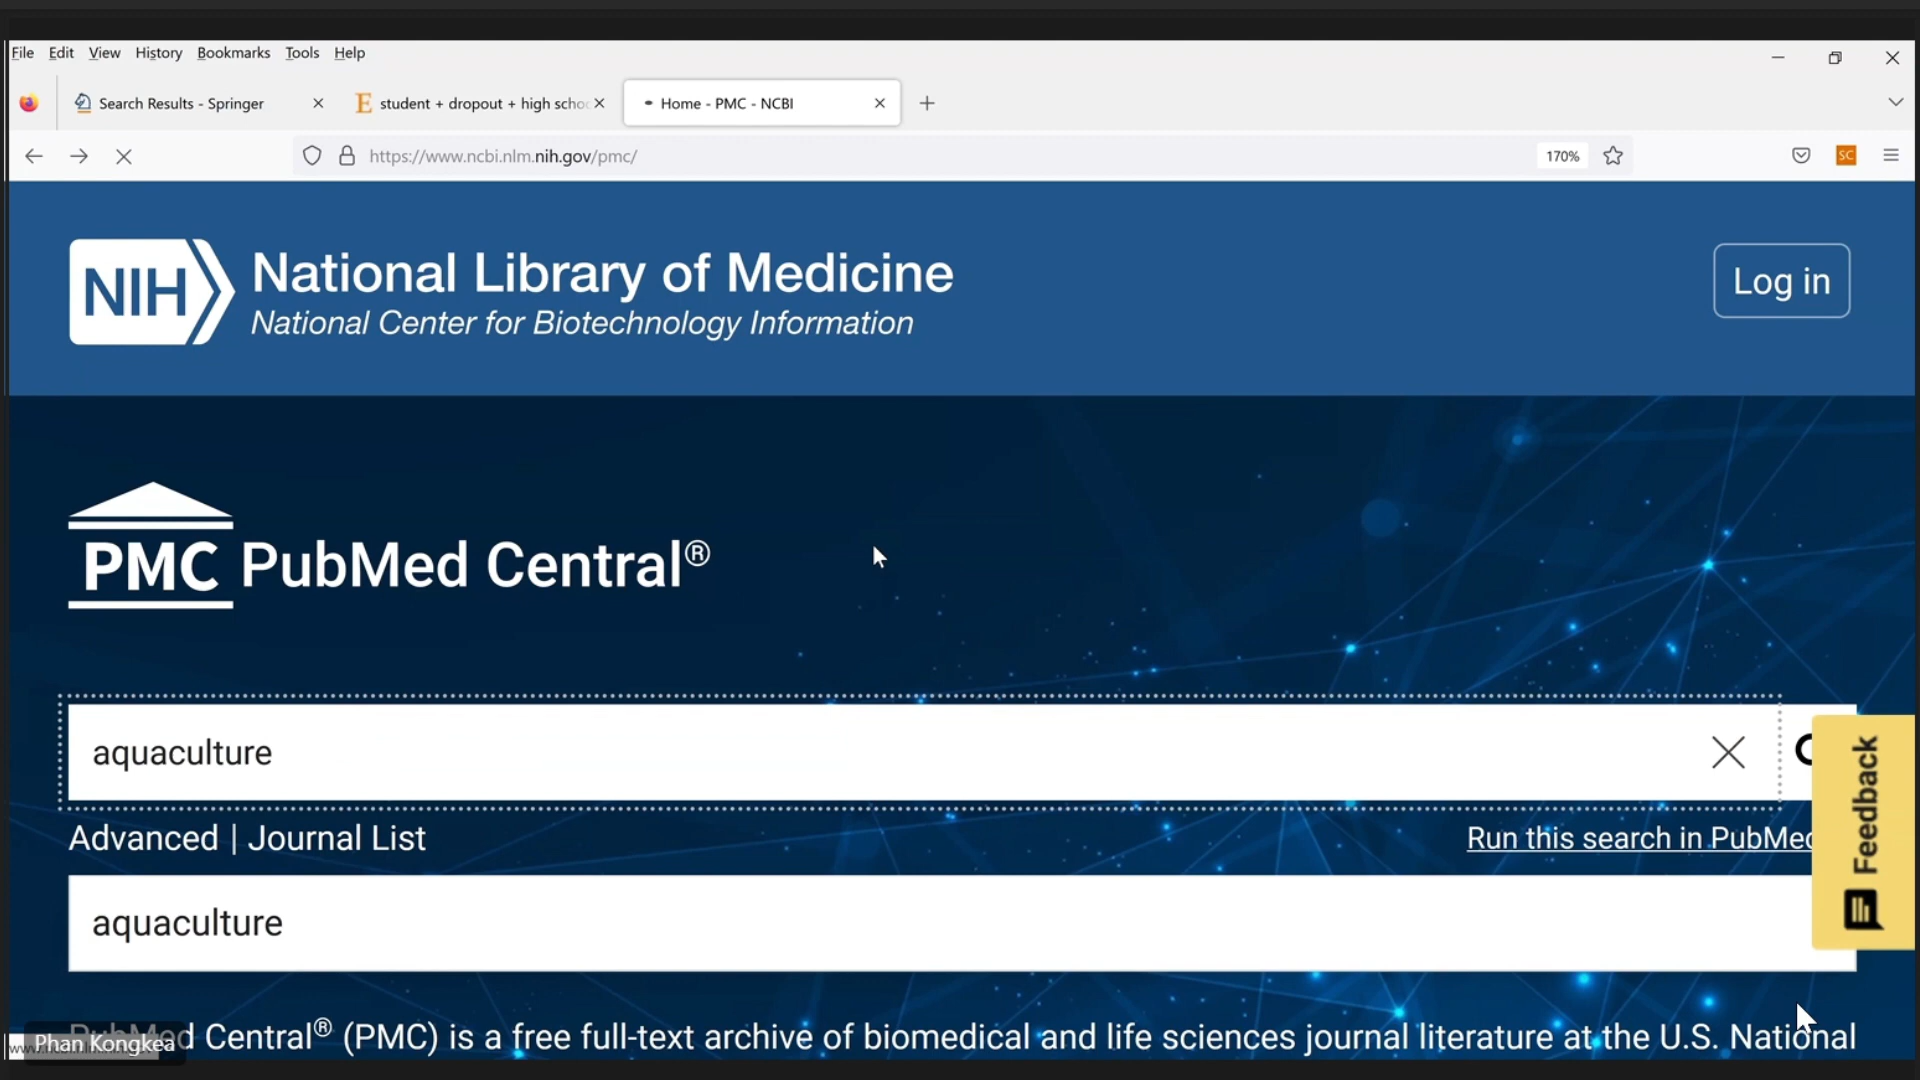 File Edit View History Bookmarks Tools Help
Search Results - Springer
E student + dropout + high schoo
Home - PMC - NCBI
https://www.ncbi.nlm.nih.gov/pmc/
170%
SC
NIH National Library of Medicine
National Center for Biotechnology Information
Log in
PMC PubMed Central®
aquaculture
Advanced | Journal List
Run this search in PubMed
Feedback
aquaculture
PubMed Central® (PMC) is a free full-text archive of biomedical and life sciences journal literature at the U.S. National
Phan Kongkea